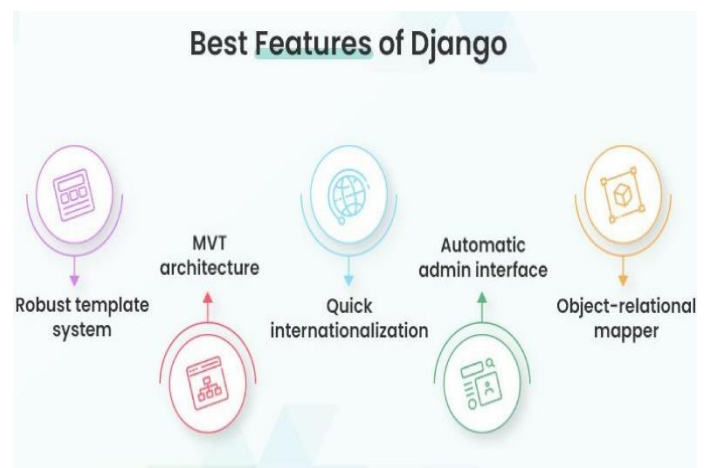 Best Features of Django
Robust template
system
MVT
architecture
Quick
internationalization
Automatic
admin interface
Object-relational
mapper